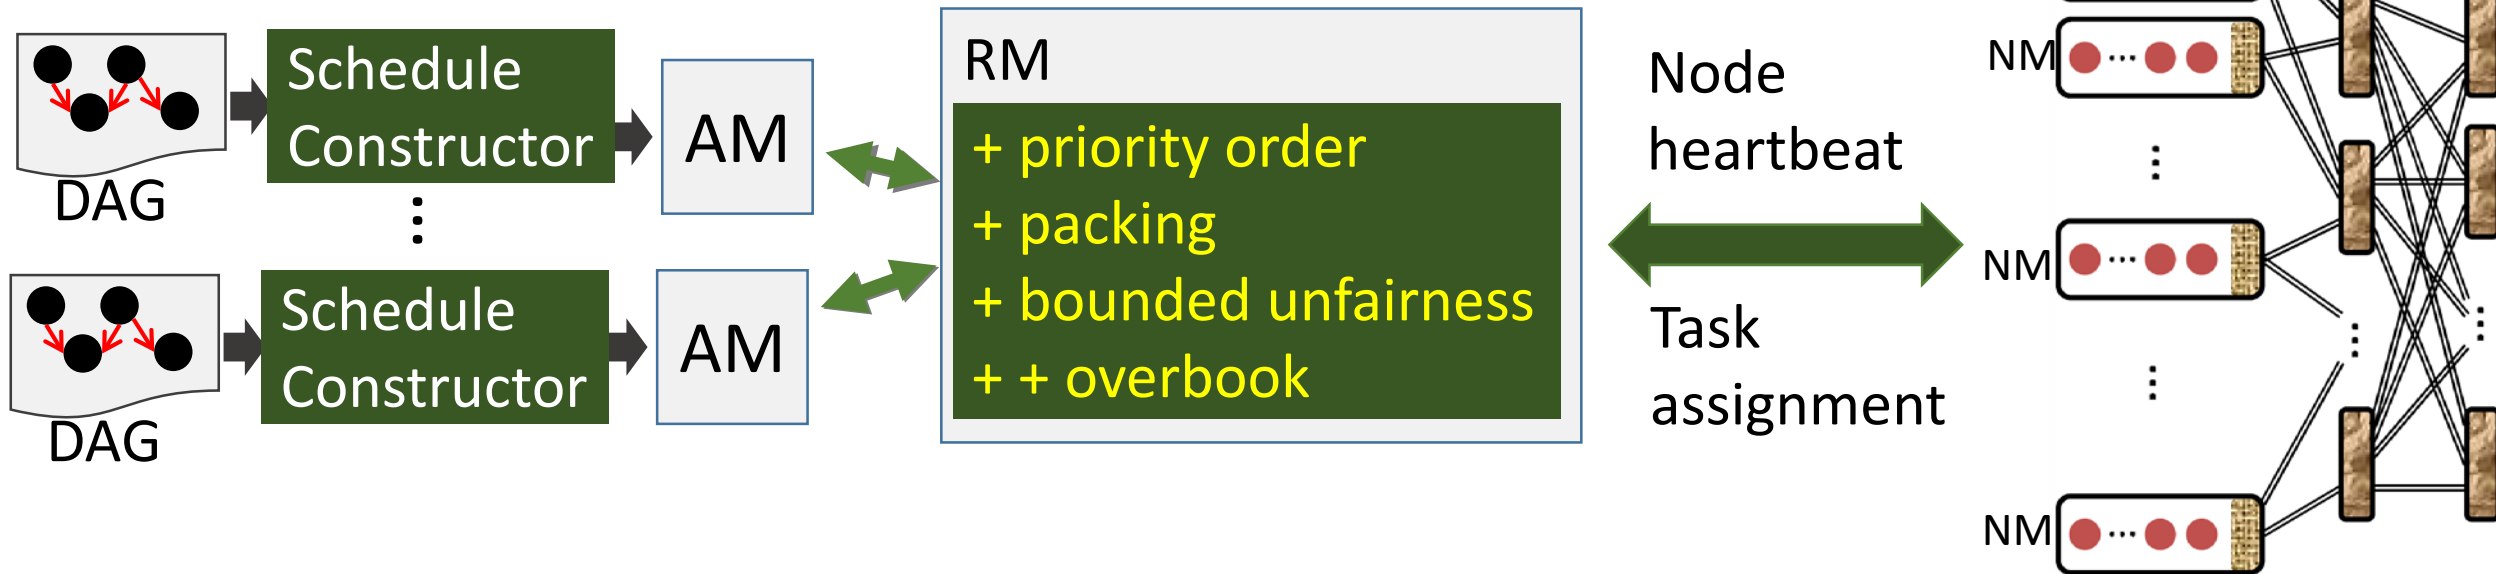 DAG
Schedule
Constructor
AM
DAG
Schedule
Constructor
AM
RM
+ priority order
+ packing
+ bounded unfairness
+ + overbook
Node
heartbeat
Task
assignment
NM
NM
NM